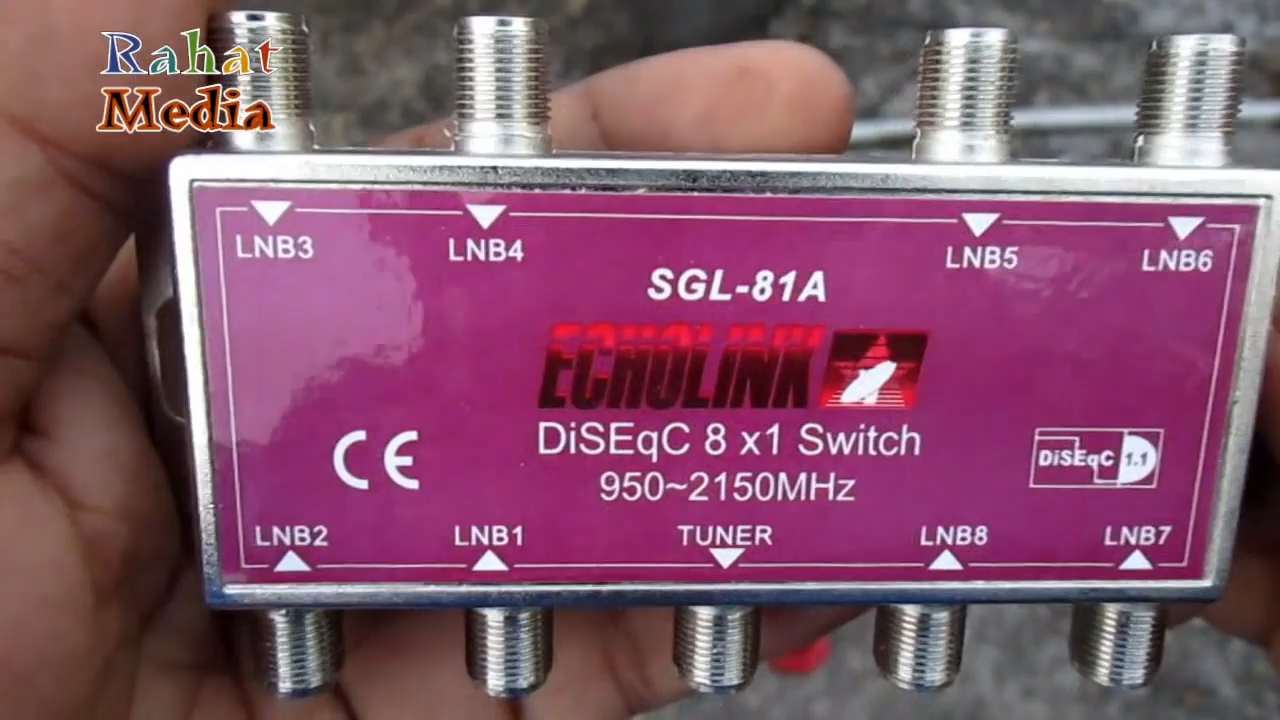 Rahat
Media
LNB3 LNB4 LNB5 LNB6
SGL-81A
ECHOLINK
DiSEqC 8 x1 Switch
950~2150MHz
CE
DiSEqC 1.1
LNB2 LNB1 TUNER LNB8 LNB7